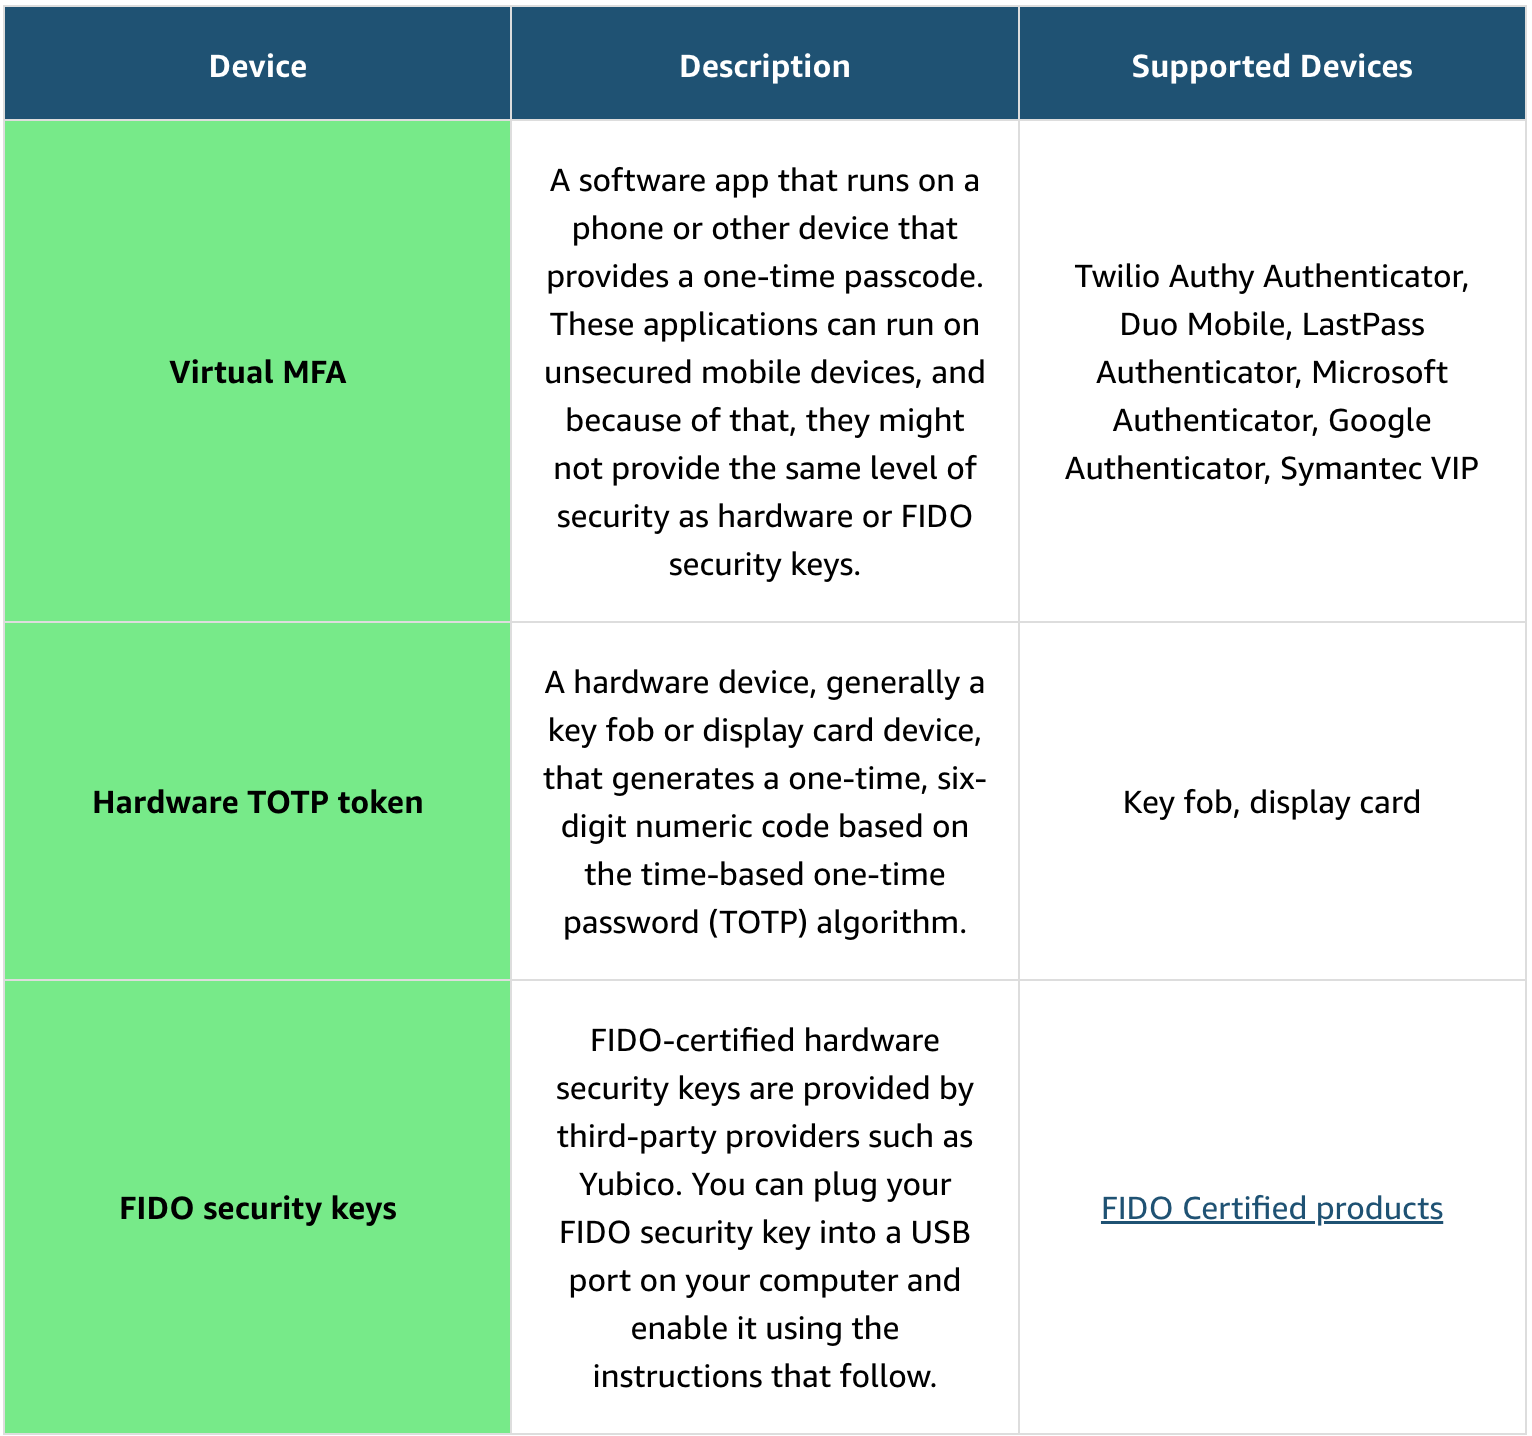 Device
Description
Supported Devices
Virtual MFA
A software app that runs on a
phone or other device that
provides a one-time passcode.
These applications can run on
unsecured mobile devices, and
because of that, they might
not provide the same level of
security as hardware or FIDO
security keys.
Twilio Authy Authenticator,
Duo Mobile, LastPass
Authenticator, Microsoft
Authenticator, Google
Authenticator, Symantec VIP
Hardware TOTP token
A hardware device, generally a
key fob or display card device,
that generates a one-time, six-
digit numeric code based on
the time-based one-time
password (TOTP) algorithm.
Key fob, display card
FIDO security keys
FIDO-certified hardware
security keys are provided by
third-party providers such as
Yubico. You can plug your
FIDO security key into a USB
port on your computer and
enable it using the
instructions that follow.
FIDO Certified products